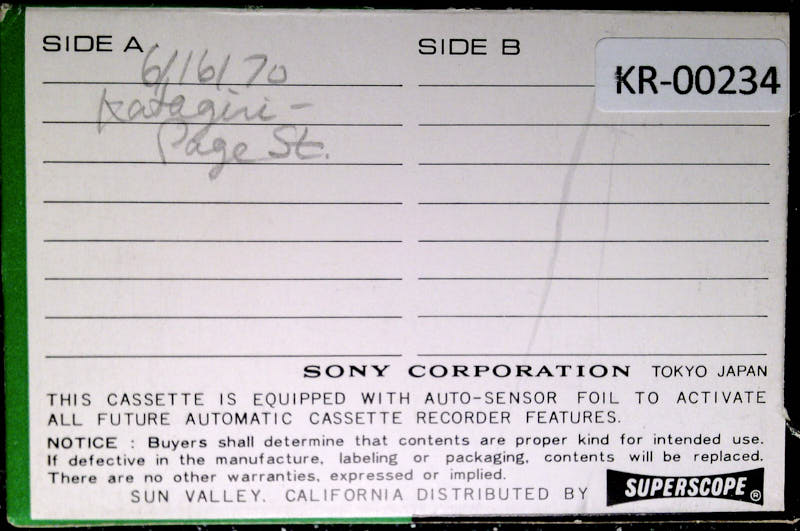 SIDE A
6/16/70
Katagiri -
Page St.
SIDE B
KR-00234
SONY CORPORATION TOKYO JAPAN
THIS CASSETTE IS EQUIPPED WITH AUTO-SENSOR FOIL TO ACTIVATE
ALL FUTURE AUTOMATIC CASSETTE RECORDER FEATURES.
NOTICE : Buyers shall determine that contents are proper kind for intended use.
If defective in the manufacture, labeling or packaging, contents will be replaced.
There are no other warranties, expressed or implied.
SUN VALLEY. CALIFORNIA DISTRIBUTED BY SUPERSCOPE®